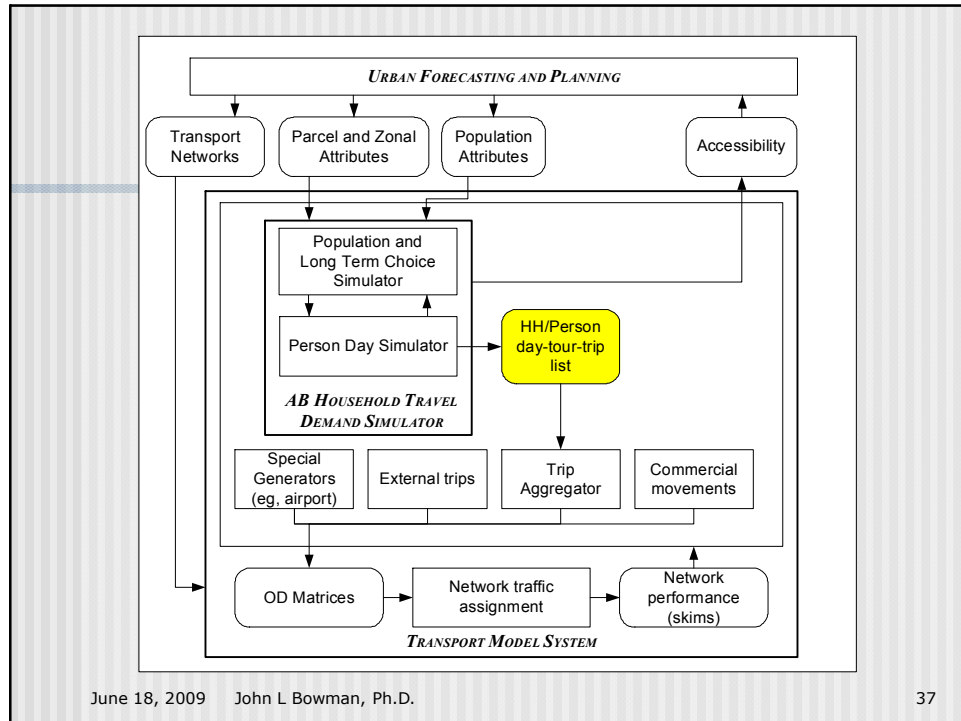 URBAN FORECASTING AND PLANNING
Transport
Networks
Parcel and Zonal
Attributes
Population
Attributes
Accessibility
Population and
Long Term Choice
Simulator
Person Day Simulator
HH/Person
day-tour-trip
list
AB HOUSEHOLD TRAVEL
DEMAND SIMULATOR
Special
Generators
(eg, airport)
External trips
Trip
Aggregator
Commercial
movements
OD Matrices
Network traffic
assignment
Network
performance
(skims)
TRANSPORT MODEL SYSTEM
June 18, 2009 John L Bowman, Ph.D. 37